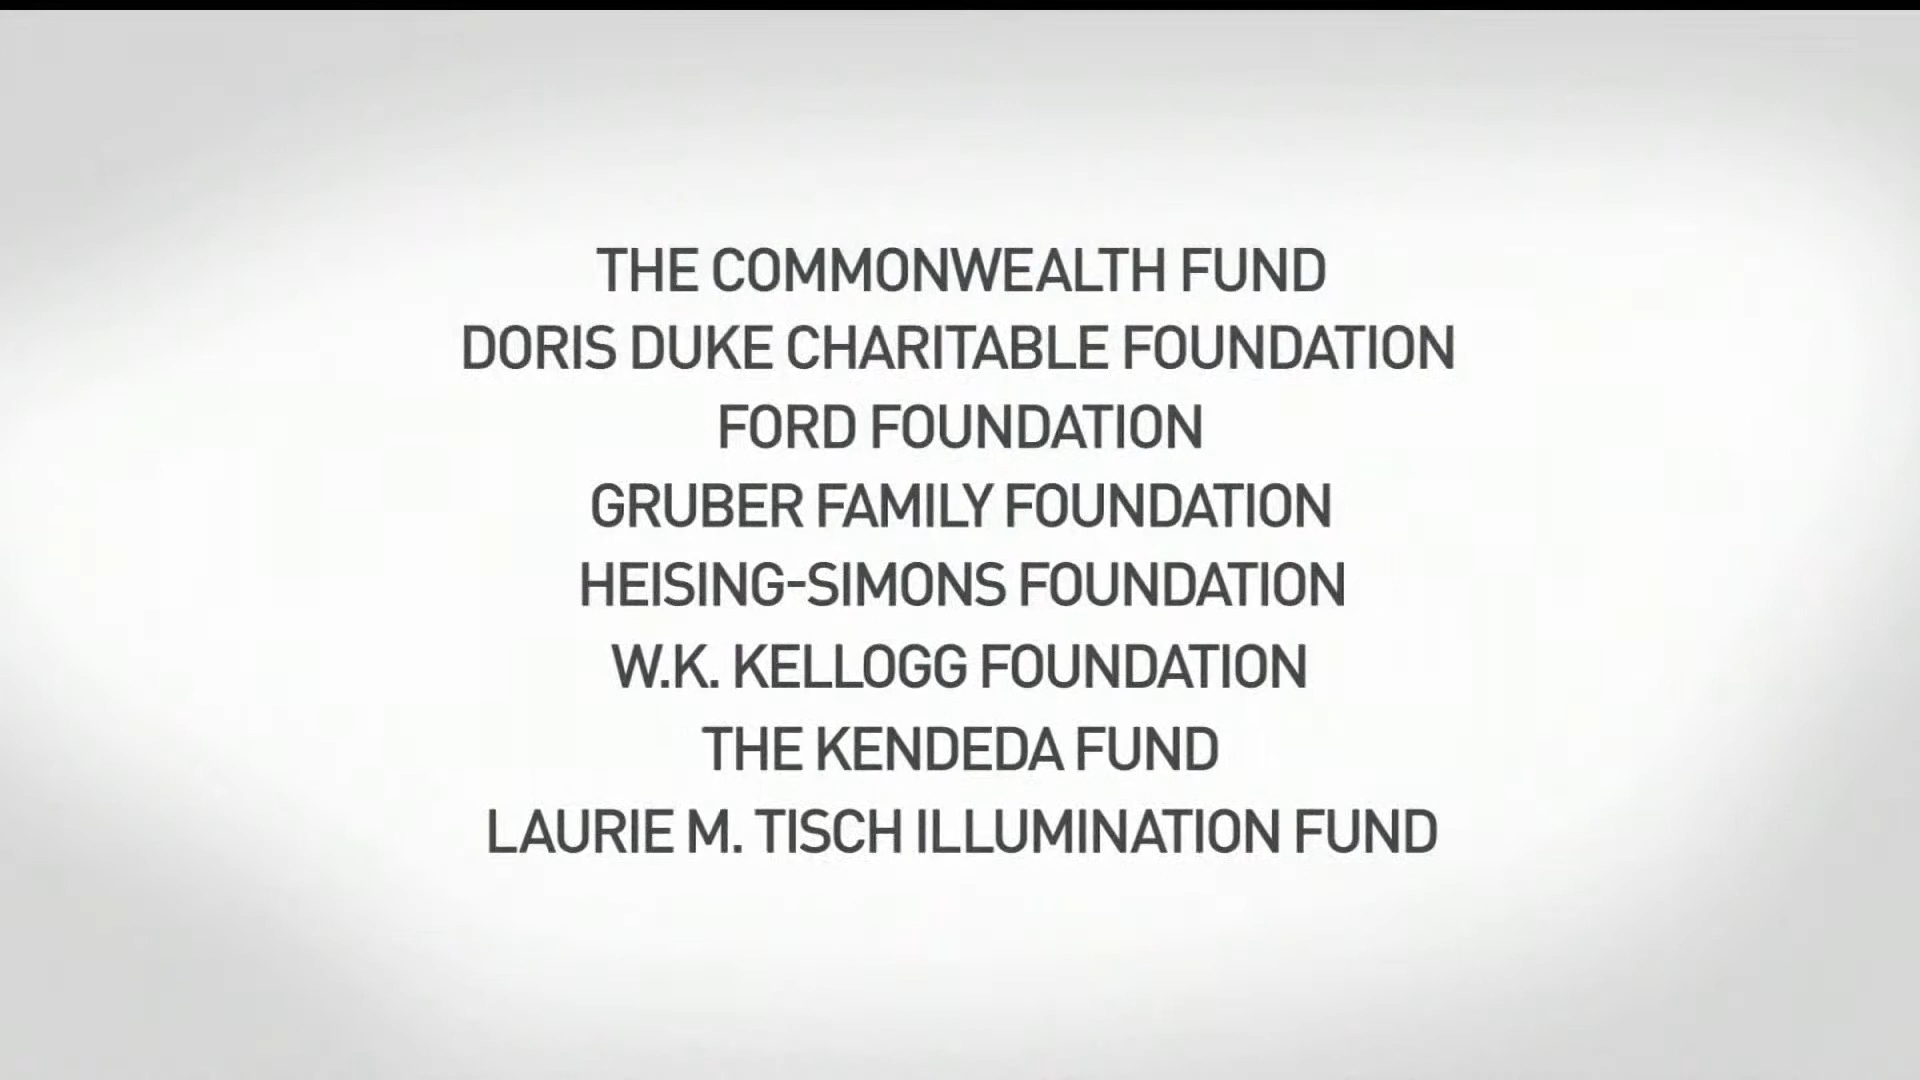 THE COMMONWEALTH FUND
DORIS DUKE CHARITABLE FOUNDATION
FORD FOUNDATION
GRUBER FAMILY FOUNDATION
HEISING-SIMONS FOUNDATION
W.K. KELLOGG FOUNDATION
THE KENDEDA FUND
LAURIE M. TISCH ILLUMINATION FUND